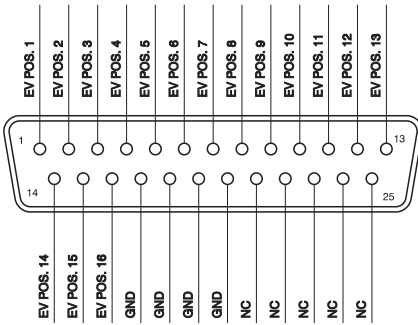 EV POS. 1
EV POS. 2
EV POS. 3
EV POS. 4
EV POS. 5
EV POS. 6
EV POS. 7
EV POS. 8
EV POS. 9
EV POS. 10
EV POS. 11
EV POS. 12
EV POS. 13
1
13
14
25
EV POS. 14
EV POS. 15
EV POS. 16
GND
GND
GND
GND
NC
NC
NC
NC
NC